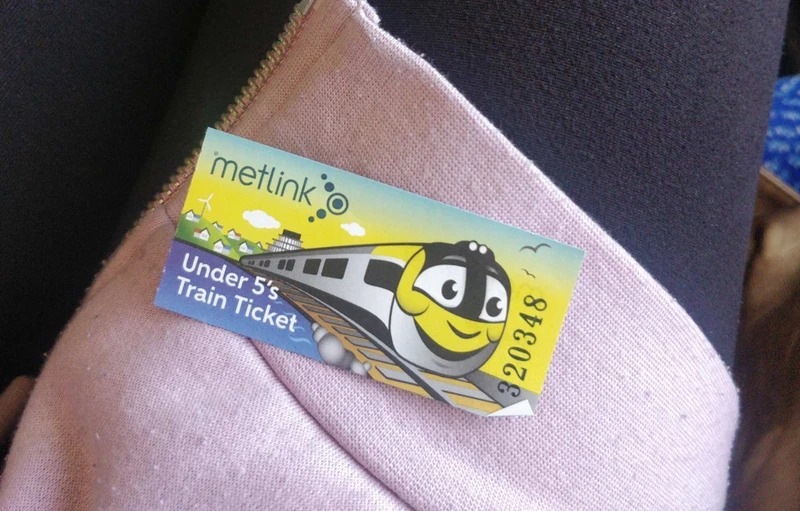 metlink
Under 5's
Train Ticket
320348